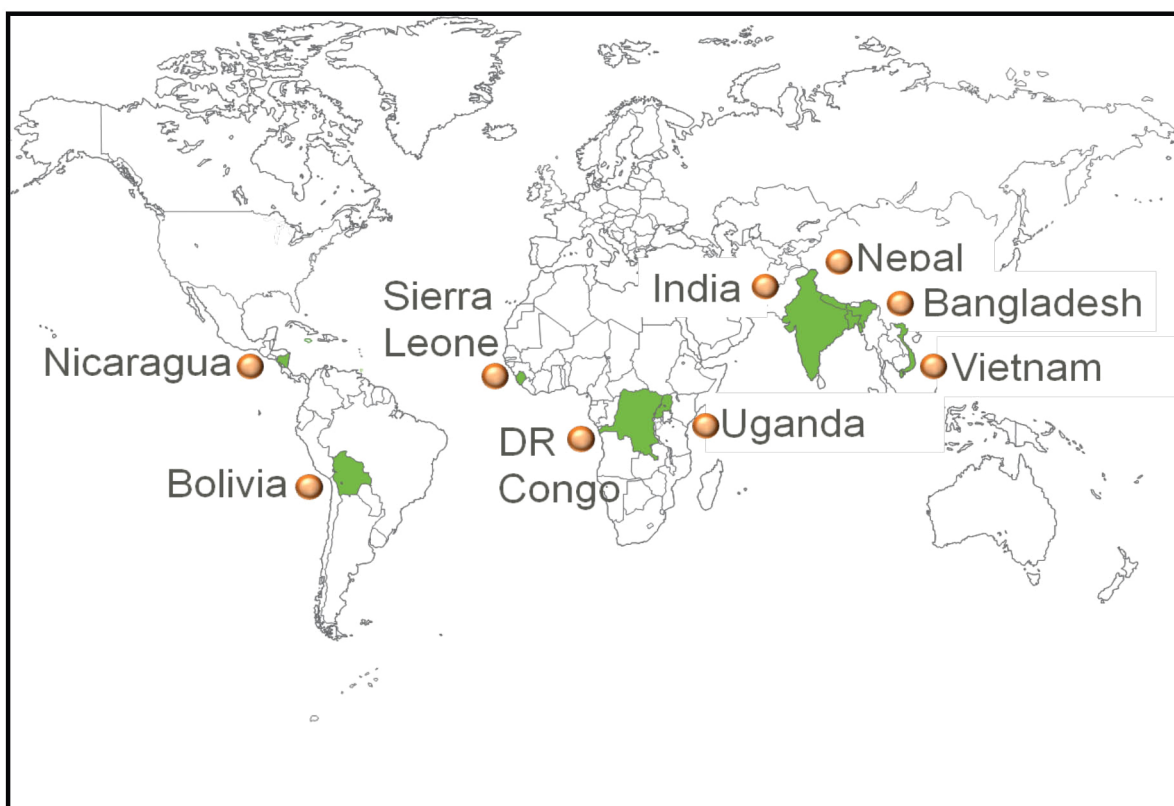 Nepal
India
Bangladesh
Sierra
Leone
Nicaragua
Vietnam
Uganda
DR
Congo
Bolivia